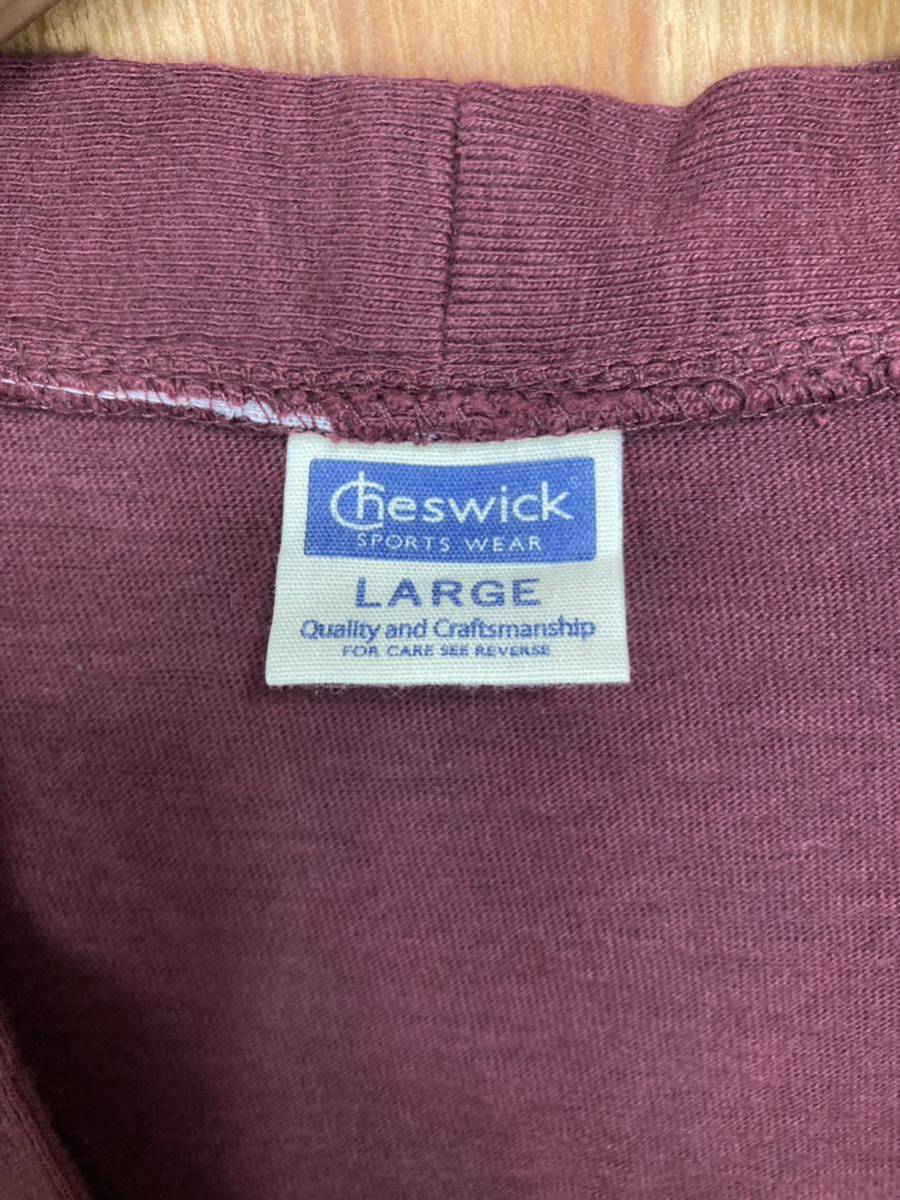 Cheswick
SPORTS WEAR
LARGE
Quality and Craftsmanship
FOR CARE SEE REVERSE